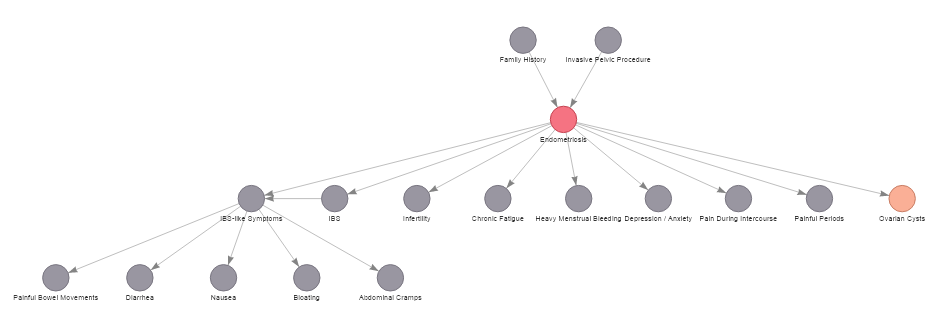 Family History
Invasive Pelvic Procedure
Endometriosis
IBS-like Symptoms
IBS
Infertility
Chronic Fatigue
Heavy Menstrual Bleeding
Depression / Anxiety
Pain During Intercourse
Painful Periods
Ovarian Cysts
Painful Bowel Movements
Diarrhea
Nausea
Bloating
Abdominal Cramps